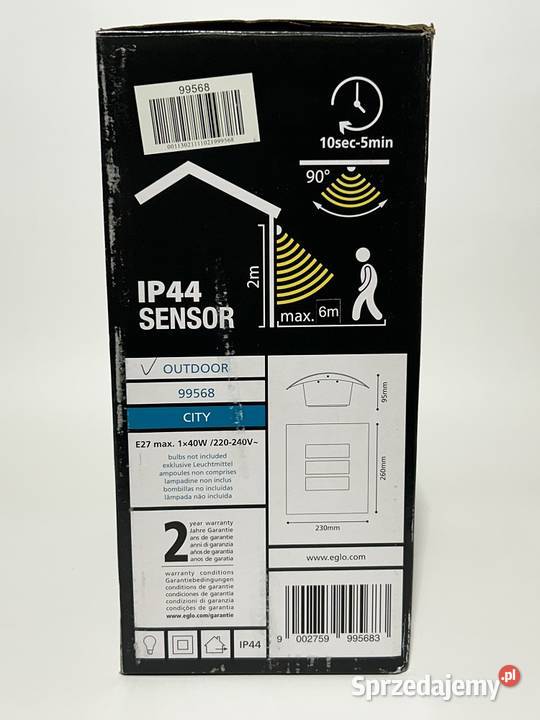 99568
00113021111021999568
10sec-5min
90°
2m
max. 6m
IP44
SENSOR
OUTDOOR
99568
CITY
E27 max. 1×40W /220-240V~
bulbs not included
exklusive Leuchtmittel
ampoules non comprises
lampadine non inclus
bombillas no incluídas
lâmpada não incluida
95mm
260mm
230mm
2
year warranty
Jahre Garantie
ans de garantie
anni di garanzia
años de garantía
anos de garatia
warranty conditions
Garantiebedingungen
conditions de garantie
condiciones de garantía
condizioni di garanzia
condições de garantie
www.eglo.com/garantie
IP44
www.eglo.com
9 002759 995683
Sprzedajemy.pl